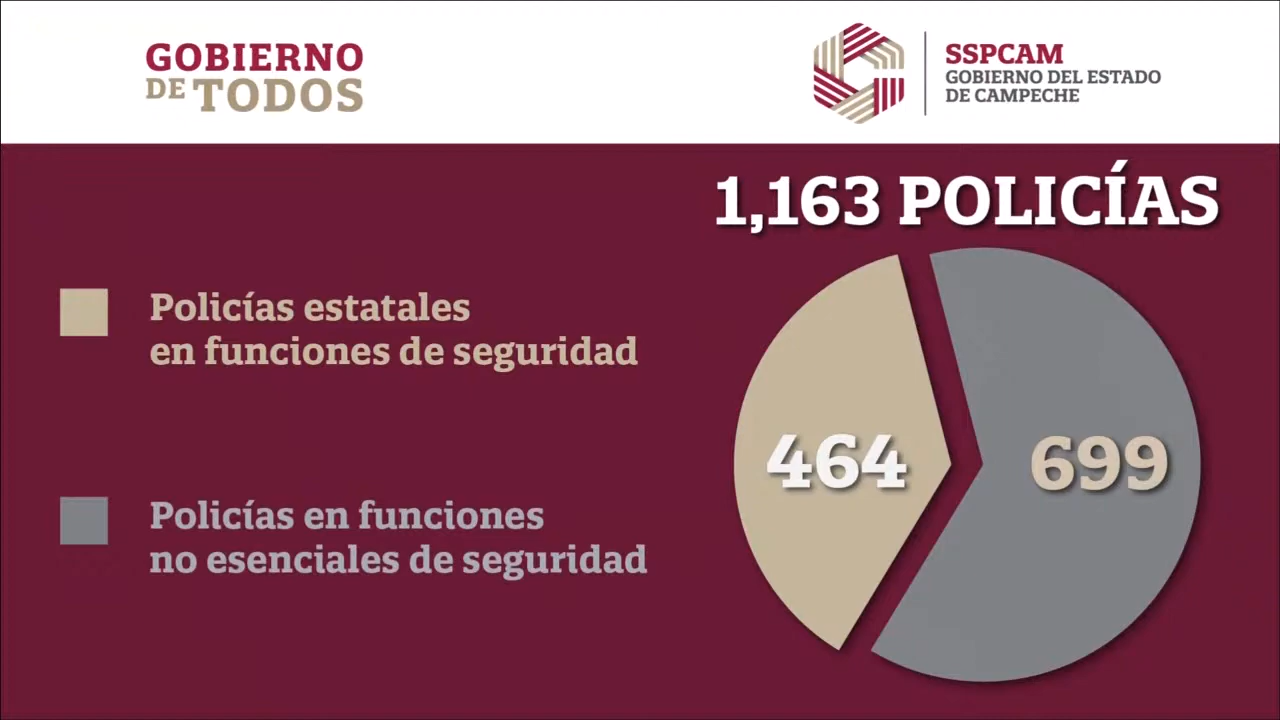 GOBIERNO
DE TODOS
SSPCAM
GOBIERNO DEL ESTADO
DE CAMPECHE
1,163 POLICÍAS
Policías estatales
en funciones de seguridad
464
699
Policías en funciones
no esenciales de seguridad